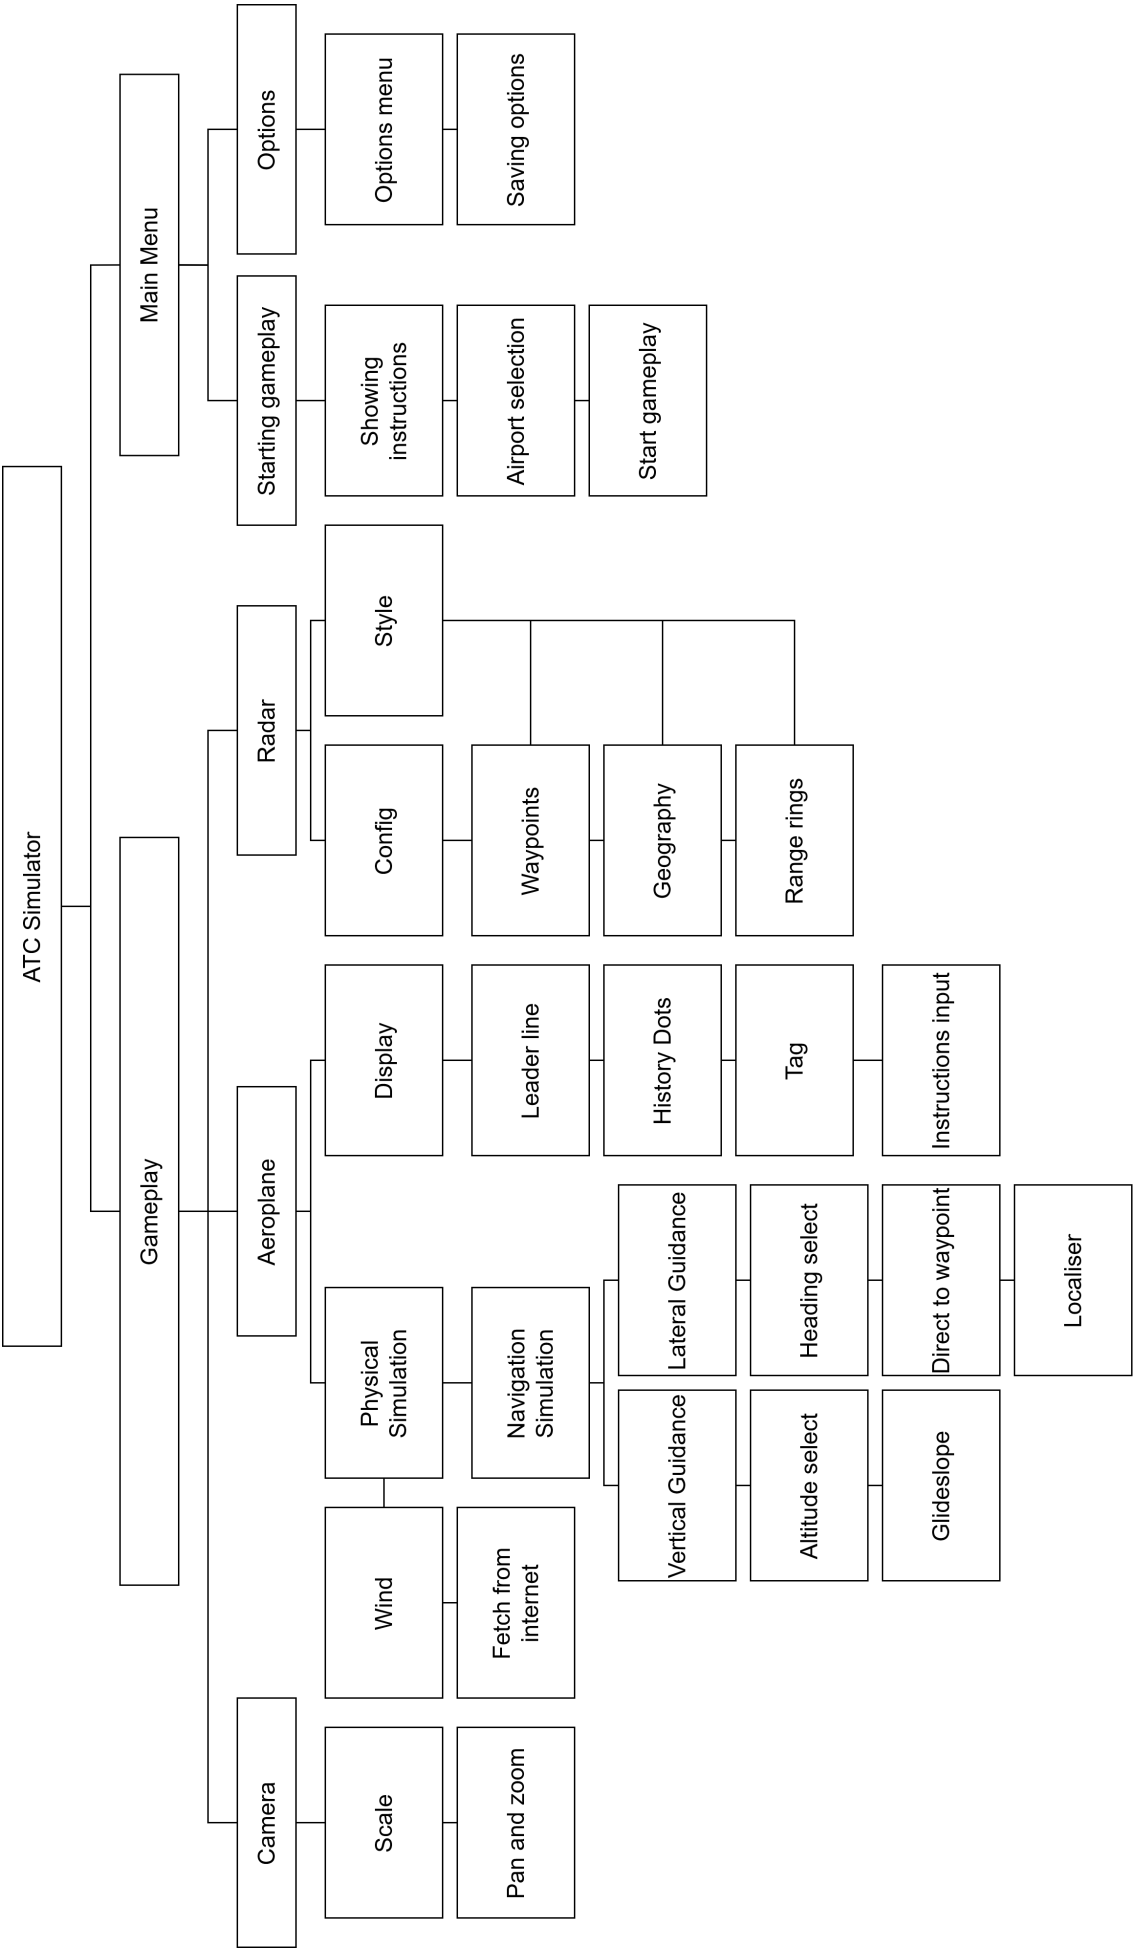 ATC Simulator
Gameplay
Main Menu
Camera
Aeroplane
Radar
Starting gameplay
Options
Scale
Wind
Physical
Simulation
Display
Config
Style
Showing
instructions
Options menu
Pan and zoom
Fetch from
internet
Navigation
Simulation
Leader line
Waypoints
Airport selection
Saving options
Vertical Guidance
Lateral Guidance
History Dots
Geography
Start gameplay
Altitude select
Heading select
Tag
Range rings
Glideslope
Direct to waypoint
Instructions input
Localiser